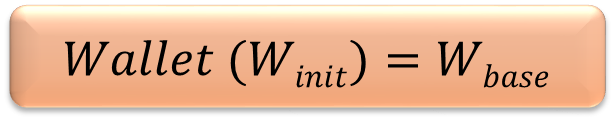 Wallet (W_init) = W_base